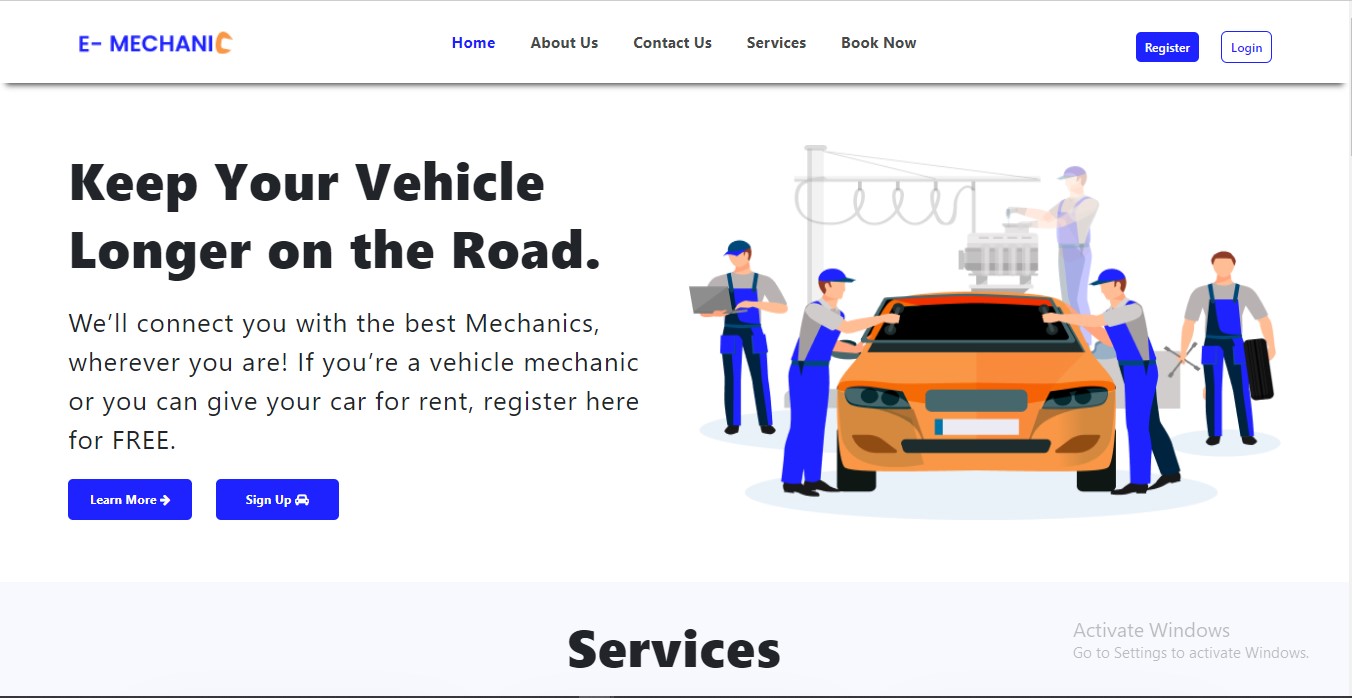 E- MECHANIC
Home About Us Contact Us Services Book Now
Register Login
Keep Your Vehicle
Longer on the Road.
We’ll connect you with the best Mechanics,
wherever you are! If you’re a vehicle mechanic
or you can give your car for rent, register here
for FREE.
Learn More Sign Up
Services
Activate Windows
Go to Settings to activate Windows.